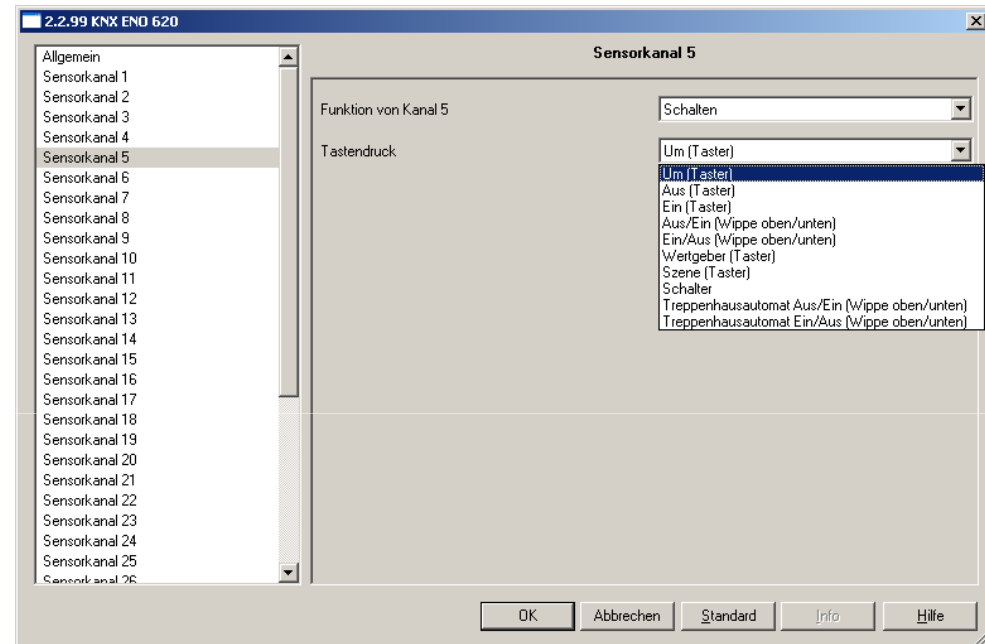 2.2.99 KNX ENO 620
Allgemein
Sensorkanal 1
Sensorkanal 2
Sensorkanal 3
Sensorkanal 4
Sensorkanal 5
Sensorkanal 6
Sensorkanal 7
Sensorkanal 8
Sensorkanal 9
Sensorkanal 10
Sensorkanal 11
Sensorkanal 12
Sensorkanal 13
Sensorkanal 14
Sensorkanal 15
Sensorkanal 16
Sensorkanal 17
Sensorkanal 18
Sensorkanal 19
Sensorkanal 20
Sensorkanal 21
Sensorkanal 22
Sensorkanal 23
Sensorkanal 24
Sensorkanal 25
Sensorkanal 26
Sensorkanal 5
Funktion von Kanal 5
Schalten
Tastendruck
Um (Taster)
Um (Taster)
Aus (Taster)
Ein (Taster)
Aus/Ein (Wippe oben/unten)
Ein/Aus (Wippe oben/unten)
Wertgeber (Taster)
Szene (Taster)
Schalter
Treppenhausautomat Aus/Ein (Wippe oben/unten)
Treppenhausautomat Ein/Aus (Wippe oben/unten)
OK
Abbrechen
Standard
Info
Hilfe